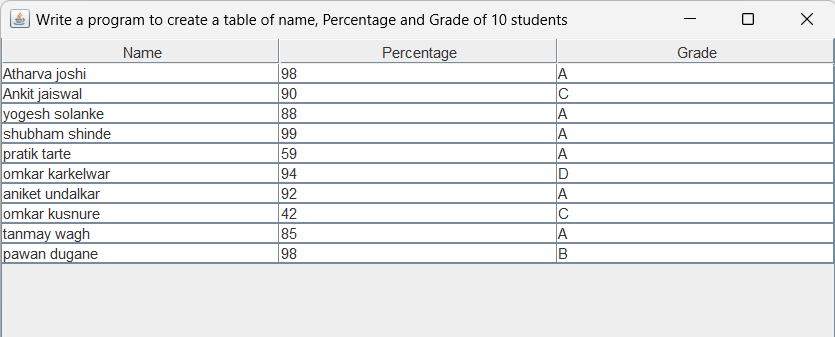 Write a program to create a table of name, Percentage and Grade of 10 students
Name Percentage Grade
Atharva joshi 98 A
Ankit jaiswal 90 C
yogesh solanke 88 A
shubham shinde 99 A
pratik tarte 59 A
omkar karkelwar 94 D
aniket undalkar 92 A
omkar kusnure 42 C
tanmay wagh 85 A
pawan dugane 98 B